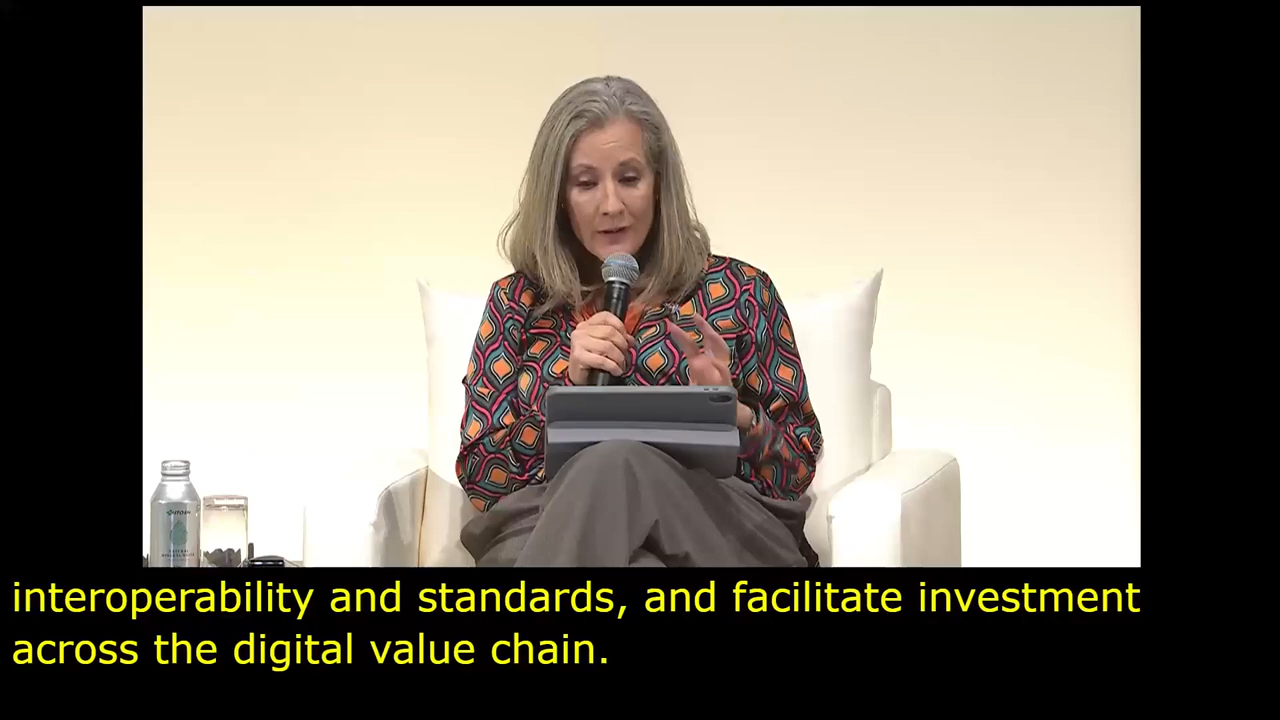 interoperability and standards, and facilitate investment
across the digital value chain.